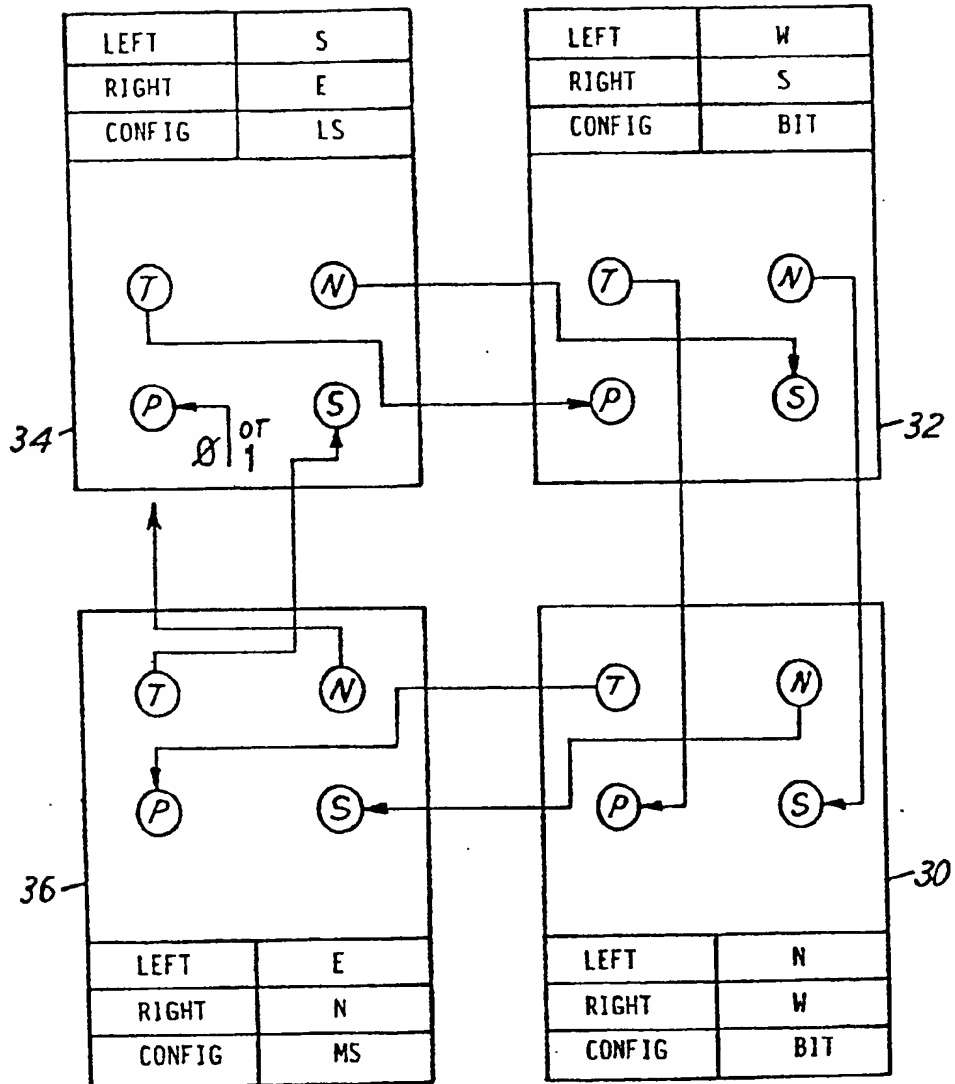 LEFT S
RIGHT E
CONFIG LS
LEFT W
RIGHT S
CONFIG BIT
T N
P S
Ø or 1
34
T N
P S
32
T N
P S
36
T N
P S
30
LEFT E
RIGHT N
CONFIG MS
LEFT N
RIGHT W
CONFIG BIT